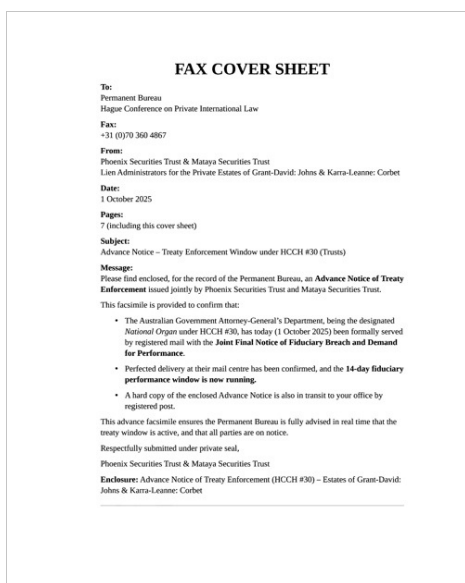 FAX COVER SHEET
To:
Permanent Bureau
Hague Conference on Private International Law
Fax:
+31 (0)70 360 4867
From:
Phoenix Securities Trust & Mataya Securities Trust
Lien Administrators for the Private Estates of Grant-David: Johns & Karra-Leanne: Corbet
Date:
1 October 2025
Pages:
7 (including this cover sheet)
Subject:
Advance Notice – Treaty Enforcement Window under HCCH #30 (Trusts)
Message:
Please find enclosed, for the record of the Permanent Bureau, an Advance Notice of Treaty
Enforcement issued jointly by Phoenix Securities Trust and Mataya Securities Trust.
This facsimile is provided to confirm that:
• The Australian Government Attorney-General's Department, being the designated
National Organ under HCCH #30, has today (1 October 2025) been formally served
by registered mail with the Joint Final Notice of Fiduciary Breach and Demand
for Performance.
• Perfected delivery at their mail centre has been confirmed, and the 14-day fiduciary
performance window is now running.
• A hard copy of the enclosed Advance Notice is also in transit to your office by
registered post.
This advance facsimile ensures the Permanent Bureau is fully advised in real time that the
treaty window is active, and that all parties are on notice.
Respectfully submitted under private seal,
Phoenix Securities Trust & Mataya Securities Trust
Enclosure: Advance Notice of Treaty Enforcement (HCCH #30) – Estates of Grant-David:
Johns & Karra-Leanne: Corbet